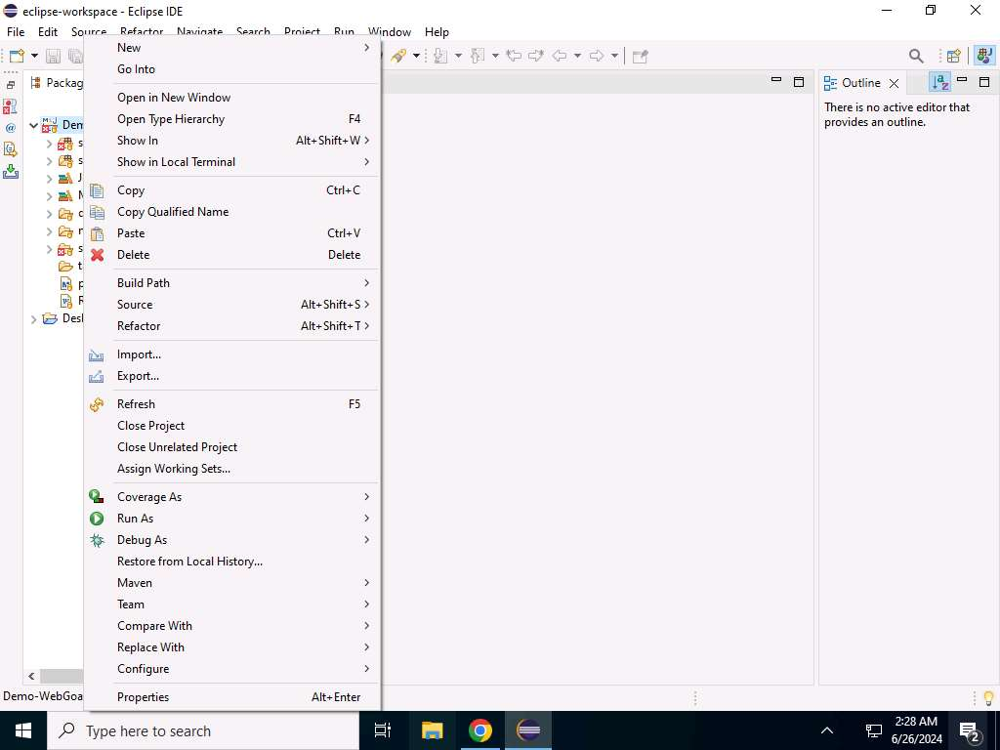 eclipse-workspace - Eclipse IDE
File Edit Source Refactor Navigate Search Project Run Window Help
Packag
Outline
There is no active editor that
provides an outline.
Dem
Desk
New
Go Into
Open in New Window
Open Type Hierarchy F4
Show In Alt+Shift+W
Show in Local Terminal
Copy Ctrl+C
Copy Qualified Name
Paste Ctrl+V
Delete Delete
Build Path
Source Alt+Shift+S
Refactor Alt+Shift+T
Import...
Export...
Refresh F5
Close Project
Close Unrelated Project
Assign Working Sets...
Coverage As
Run As
Debug As
Restore from Local History...
Maven
Team
Compare With
Replace With
Configure
Properties Alt+Enter
Demo-WebGoa
Type here to search
2:28 AM
6/26/2024
2